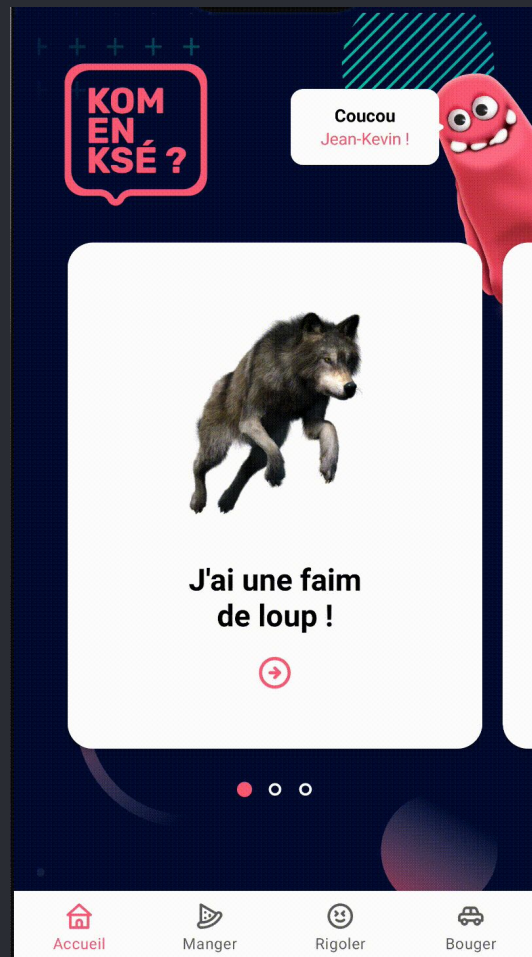 KOM
EN
KSÉ ?
Coucou
Jean-Kevin !
J'ai une faim
de loup !
Accueil
Manger
Rigoler
Bouger